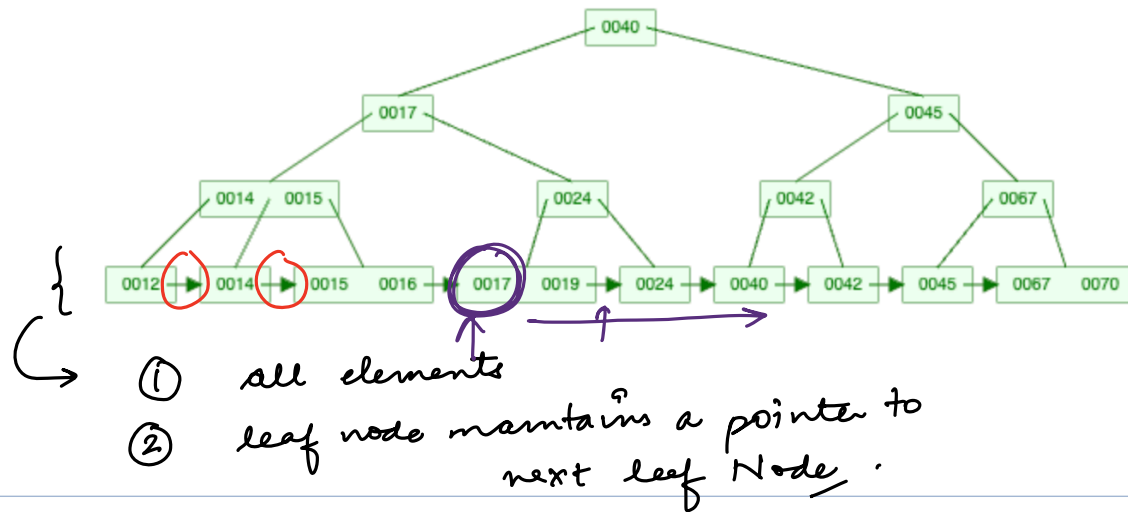 0040
0017 0045
0014 0015 0024 0042 0067
0012 0014 0015 0016 0017 0019 0024 0040 0042 0045 0067 0070
① all elements
② leaf node maintains a pointer to
next leef Node.